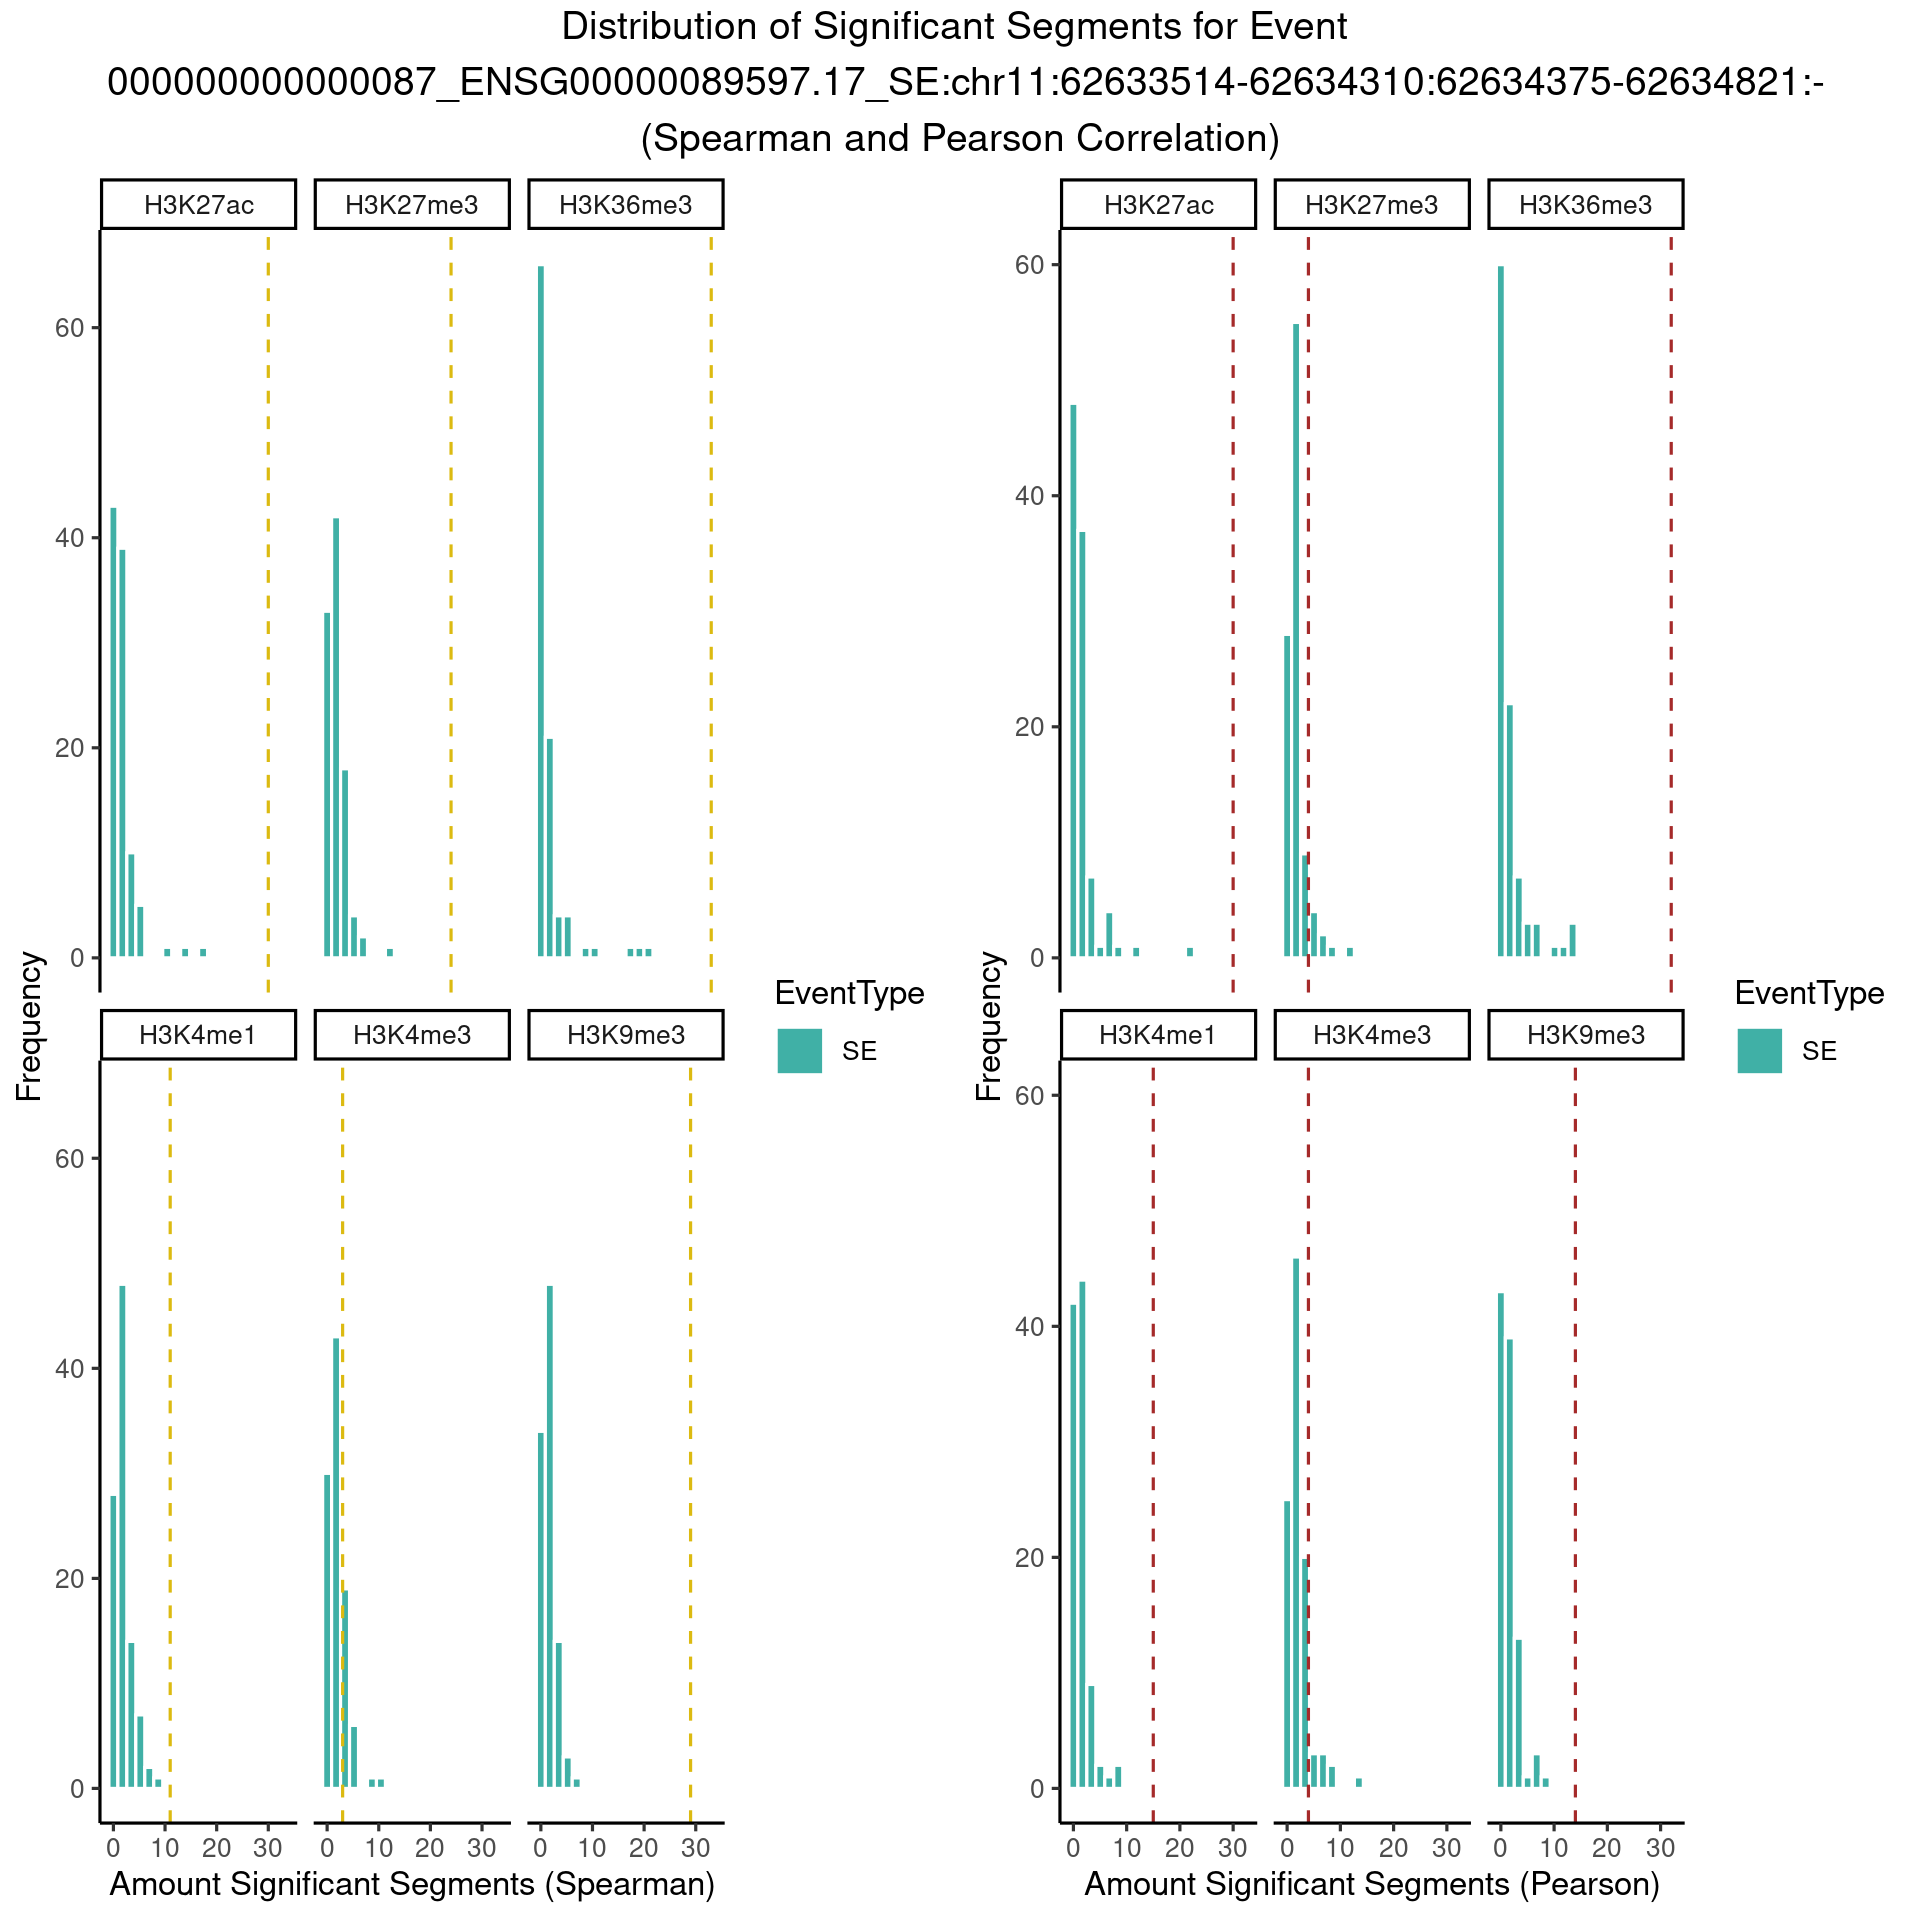 Distribution of Significant Segments for Event
000000000000087_ENSG00000089597.17_SE:chr11:62633514-62634310:62634375-62634821:-
(Spearman and Pearson Correlation)
H3K27ac H3K27me3 H3K36me3
60
40
20
0
H3K4me1 H3K4me3 H3K9me3
60
40
20
0
0 10 20 30 0 10 20 30 0 10 20 30
Frequency
Amount Significant Segments (Spearman)
EventType
SE
H3K27ac H3K27me3 H3K36me3
60
40
20
0
H3K4me1 H3K4me3 H3K9me3
60
40
20
0
0 10 20 30 0 10 20 30 0 10 20 30
Frequency
Amount Significant Segments (Pearson)
EventType
SE